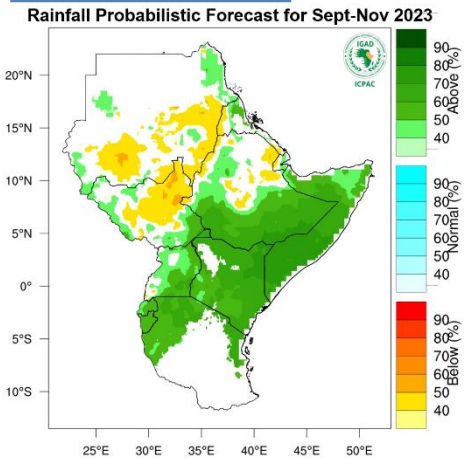 Rainfall Probabilistic Forecast for Sept-Nov 2023
IGAD
ICPAC
20°N
15°N
10°N
5°N
0°
5°S
10°S
25°E 30°E 35°E 40°E 45°E 50°E
90
80
70
60
50
40
Above (%)
90
80
70
60
50
40
Normal (%)
90
80
70
60
50
40
Below (%)